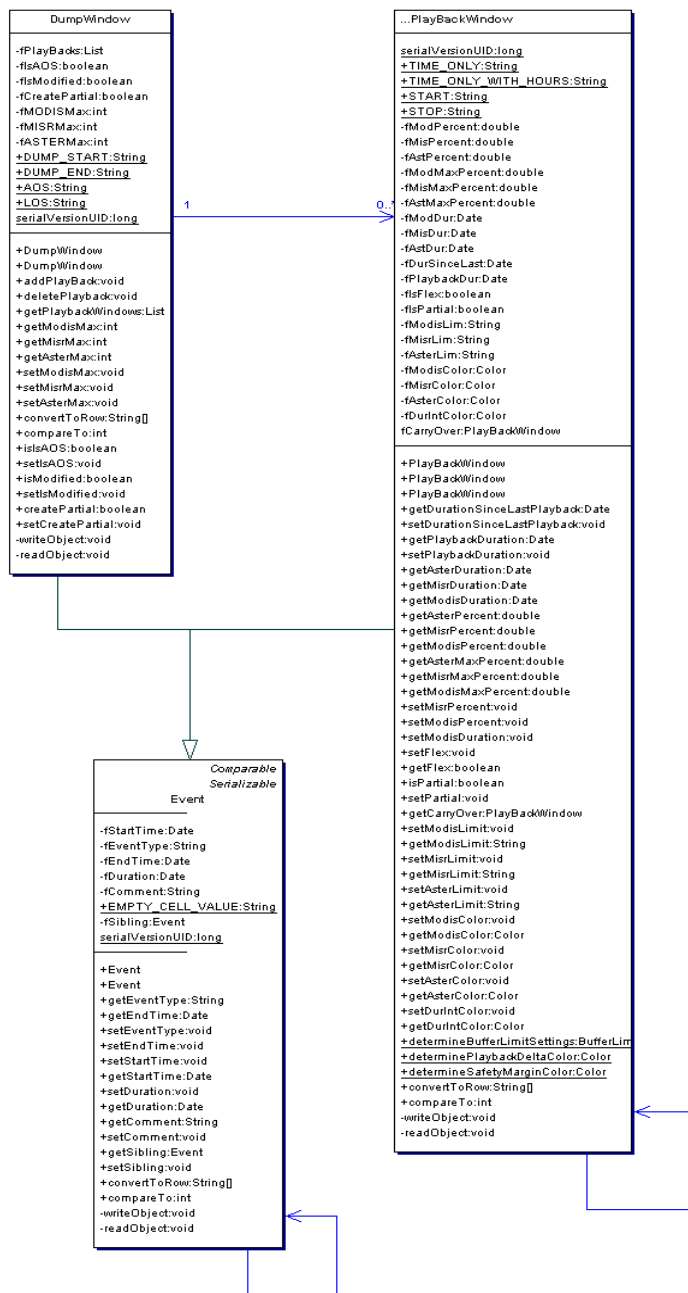 DumpWindow
-fPlayBacks:List
-fIsAOS:boolean
-fIsModified:boolean
-fCreatePartial:boolean
-fMODISMax:int
-fMISRMax:int
-fASTERMax:int
+DUMP_START:String
+DUMP_END:String
+AOS:String
+LOS:String
serialVersionUID:long
+DumpWindow
+DumpWindow
+addPlayBack:void
+deletePlayback:void
+getPlaybackWindows:List
+getModisMax:int
+getMisrMax:int
+getAsterMax:int
+setModisMax:void
+setMisrMax:void
+setAsterMax:void
+convertToRow:String[]
+compareTo:int
+isIsAOS:boolean
+setIsAOS:void
+isModified:boolean
+setIsModified:void
+createPartial:boolean
+setCreatePartial:void
-writeObject:void
-readObject:void
1
0..*
...PlayBackWindow
serialVersionUID:long
+TIME_ONLY:String
+TIME_ONLY_WITH_HOURS:String
+START:String
+STOP:String
-fModPercent:double
-fMisPercent:double
-fAstPercent:double
-fModMaxPercent:double
-fMisMaxPercent:double
-fAstMaxPercent:double
-fModDur:Date
-fMisDur:Date
-fAstDur:Date
-fDurSinceLast:Date
-fPlaybackDur:Date
-fIsFlex:boolean
-fIsPartial:boolean
-fModisLim:String
-fMisrLim:String
-fAsterLim:String
-fModisColor:Color
-fMisrColor:Color
-fAsterColor:Color
-fDurIntColor:Color
fCarryOver:PlayBackWindow
+PlayBackWindow
+PlayBackWindow
+PlayBackWindow
+getDurationSinceLastPlayback:Date
+setDurationSinceLastPlayback:void
+getPlaybackDuration:Date
+setPlaybackDuration:void
+getAsterDuration:Date
+getMisrDuration:Date
+getModisDuration:Date
+getAsterPercent:double
+getMisrPercent:double
+getModisPercent:double
+getAsterMaxPercent:double
+getMisrMaxPercent:double
+getModisMaxPercent:double
+setMisrPercent:void
+setModisPercent:void
+setModisDuration:void
+setFlex:void
+getFlex:boolean
+isPartial:boolean
+setPartial:void
+getCarryOver:PlayBackWindow
+setModisLimit:void
+getModisLimit:String
+setMisrLimit:void
+getMisrLimit:String
+setAsterLimit:void
+getAsterLimit:String
+setModisColor:void
+getModisColor:Color
+setMisrColor:void
+getMisrColor:Color
+setAsterColor:void
+getAsterColor:Color
+setDurIntColor:void
+getDurIntColor:Color
+determineBufferLimitSettings:BufferLim
+determinePlaybackDeltaColor:Color
+determineSafetyMarginColor:Color
+convertToRow:String[]
+compareTo:int
-writeObject:void
-readObject:void
Comparable
Serializable
Event
-fStartTime:Date
-fEventType:String
-fEndTime:Date
-fDuration:Date
-fComment:String
+EMPTY_CELL_VALUE:String
-fSibling:Event
serialVersionUID:long
+Event
+Event
+getEventType:String
+getEndTime:Date
+setEventType:void
+setEndTime:void
+setStartTime:void
+getStartTime:Date
+setDuration:void
+getDuration:Date
+getComment:String
+setComment:void
+getSibling:Event
+setSibling:void
+convertToRow:String[]
+compareTo:int
-writeObject:void
-readObject:void